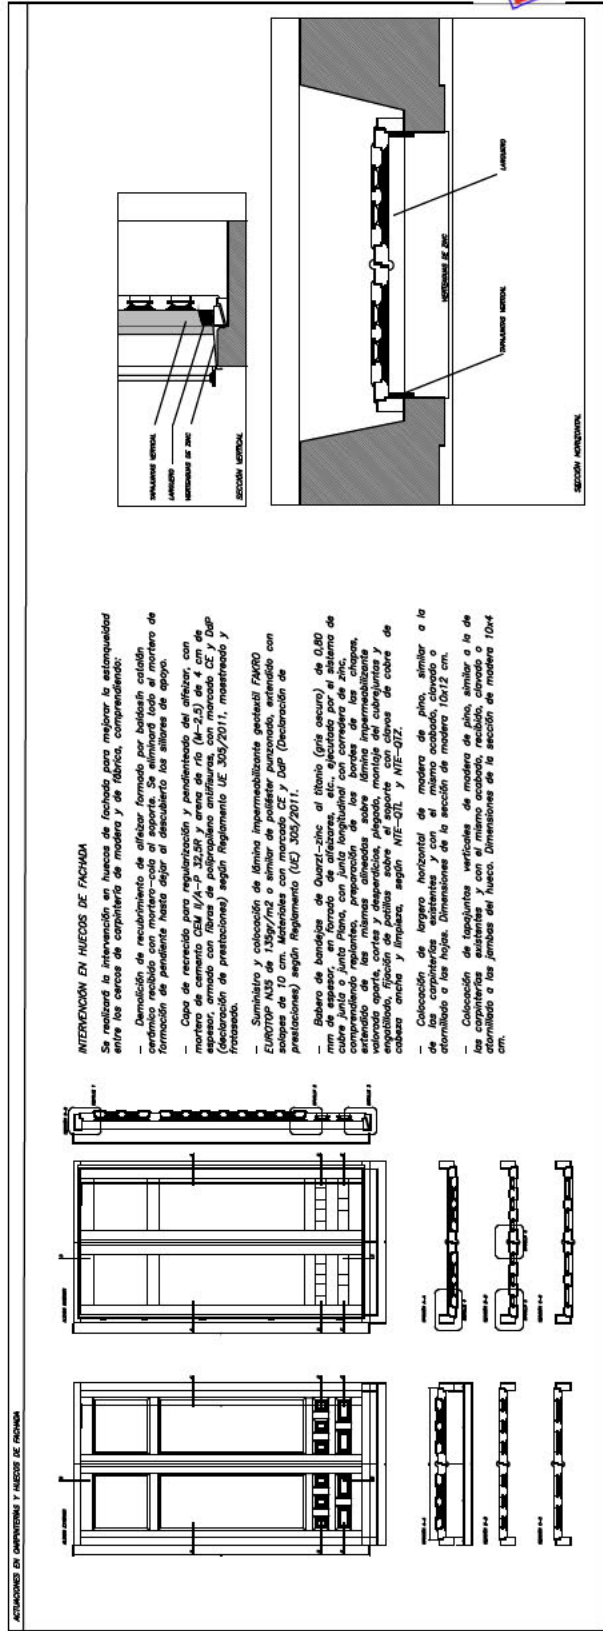 ACTUACIONES EN CARPINTERÍAS Y HUECOS DE FACHADA
INTERVENCIÓN EN HUECOS DE FACHADA
Se realizará la intervención en huecos de fachada para mejorar la estanqueidad
entre los cercos de carpintería de madera y de fábrica, comprendiendo:
— Demolición de recubrimiento de alfeizar formado por baldosín catalán
cerámico recibido con mortero-cola al soporte. Se eliminará todo el mortero de
formación de pendiente hasta dejar al descubierto los sillares de apoyo.
— Capa de recrecido para regularización y pendienteado del alfeizar, con
mortero de cemento CEM II/A-P 32,5R y arena de río (M-2,5) de 4 cm de
espesor, armado con fibras de polipropileno antifisuras, con marcado CE y DdP
(declaración de prestaciones) según Reglamento UE 305/2011, maestreado y
fratasado.
— Suministro y colocación de lámina impermeabilizante geotextil FAKRO
EUROTOP N35 de 135gr/m2 o similar de poliéster punzonado, extendido con
solapes de 10 cm. Materiales con marcado CE y DdP (Declaración de
prestaciones) según Reglamento (UE) 305/2011.
— Babero de bandejas de Quarzt-zinc al titanio (gris oscuro) de 0,80
mm de espesor, en forrado de alfeizares, etc., ejecutada por el sistema de
cubre junta o junta Plana, con junta longitudinal con corredera de zinc,
comprendiendo replanteo, preparación de los bordes de las chapas,
extendido de las mismas alineadas sobre lámina impermeabilizante
valorada aparte, cortes y desperdicios, plegado, montaje del cubrejuntas y
engatillado, fijación de patillas sobre el soporte con clavos de cobre de
cabeza ancha y limpieza, según NTE-QTL y NTE-QTZ.
— Colocación de largero horizontal de madera de pino, similar a la
de las carpinterías existentes y con el mismo acabado, clavado o
atornillado a las hojas. Dimensiones de la sección de madera 10x12 cm.
— Colocación de tapajuntas verticales de madera de pino, similar a la de
las carpinterías existentes y con el mismo acabado, recibido, clavado o
atornillado a las jambas del hueco. Dimensiones de la sección de madera 10x4
cm.
TAPAJUNTAS VERTICAL
LARGUERO
VIERTEAGUAS DE ZINC
SECCIÓN VERTICAL
TAPAJUNTAS VERTICAL
VIERTEAGUAS DE ZINC
LARGUERO
SECCIÓN HORIZONTAL